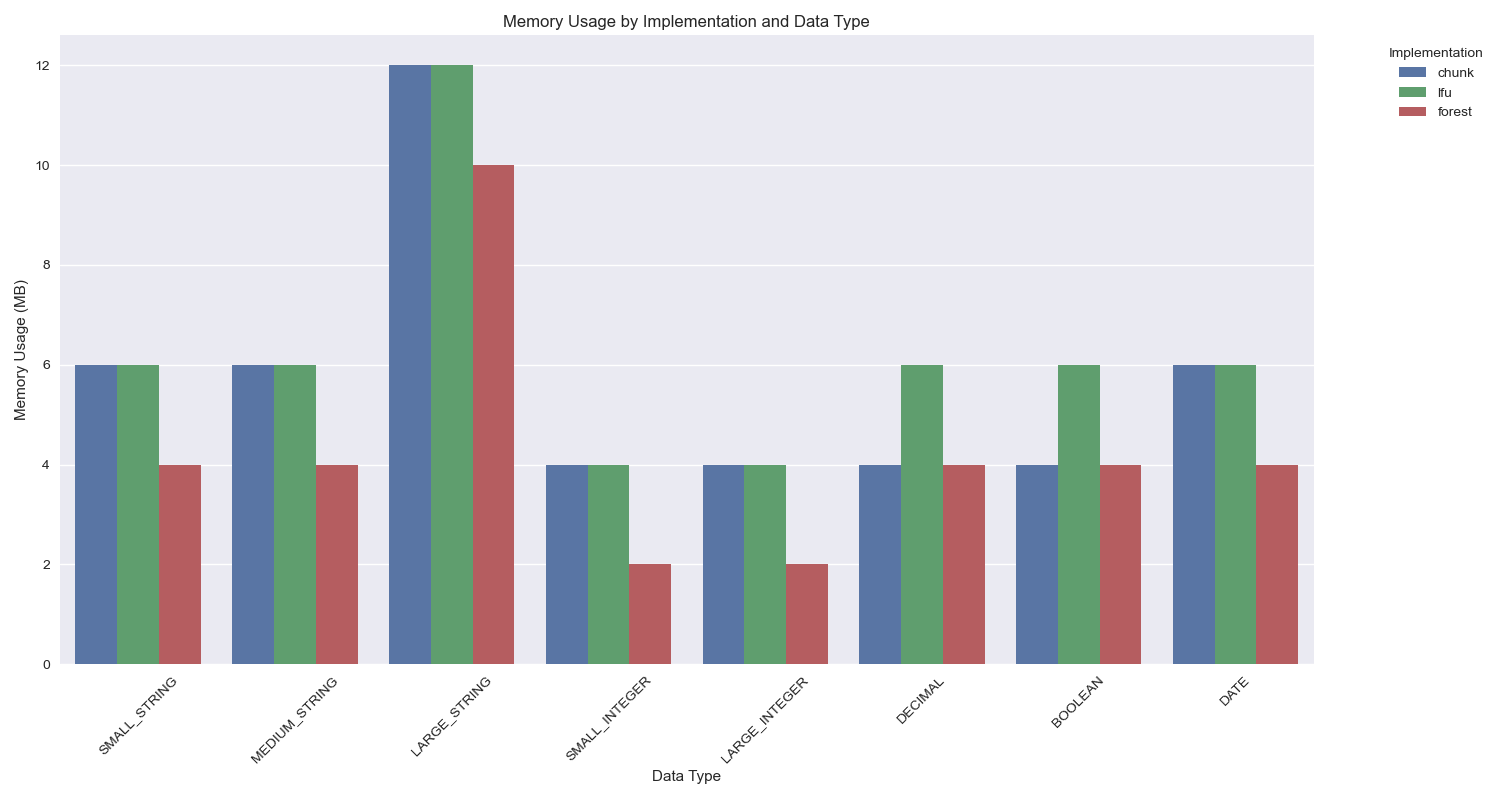 Memory Usage by Implementation and Data Type
Implementation
chunk
lfu
forest
Memory Usage (MB)
12
10
8
6
4
2
0
SMALL_STRING
MEDIUM_STRING
LARGE_STRING
SMALL_INTEGER
LARGE_INTEGER
DECIMAL
BOOLEAN
DATE
Data Type